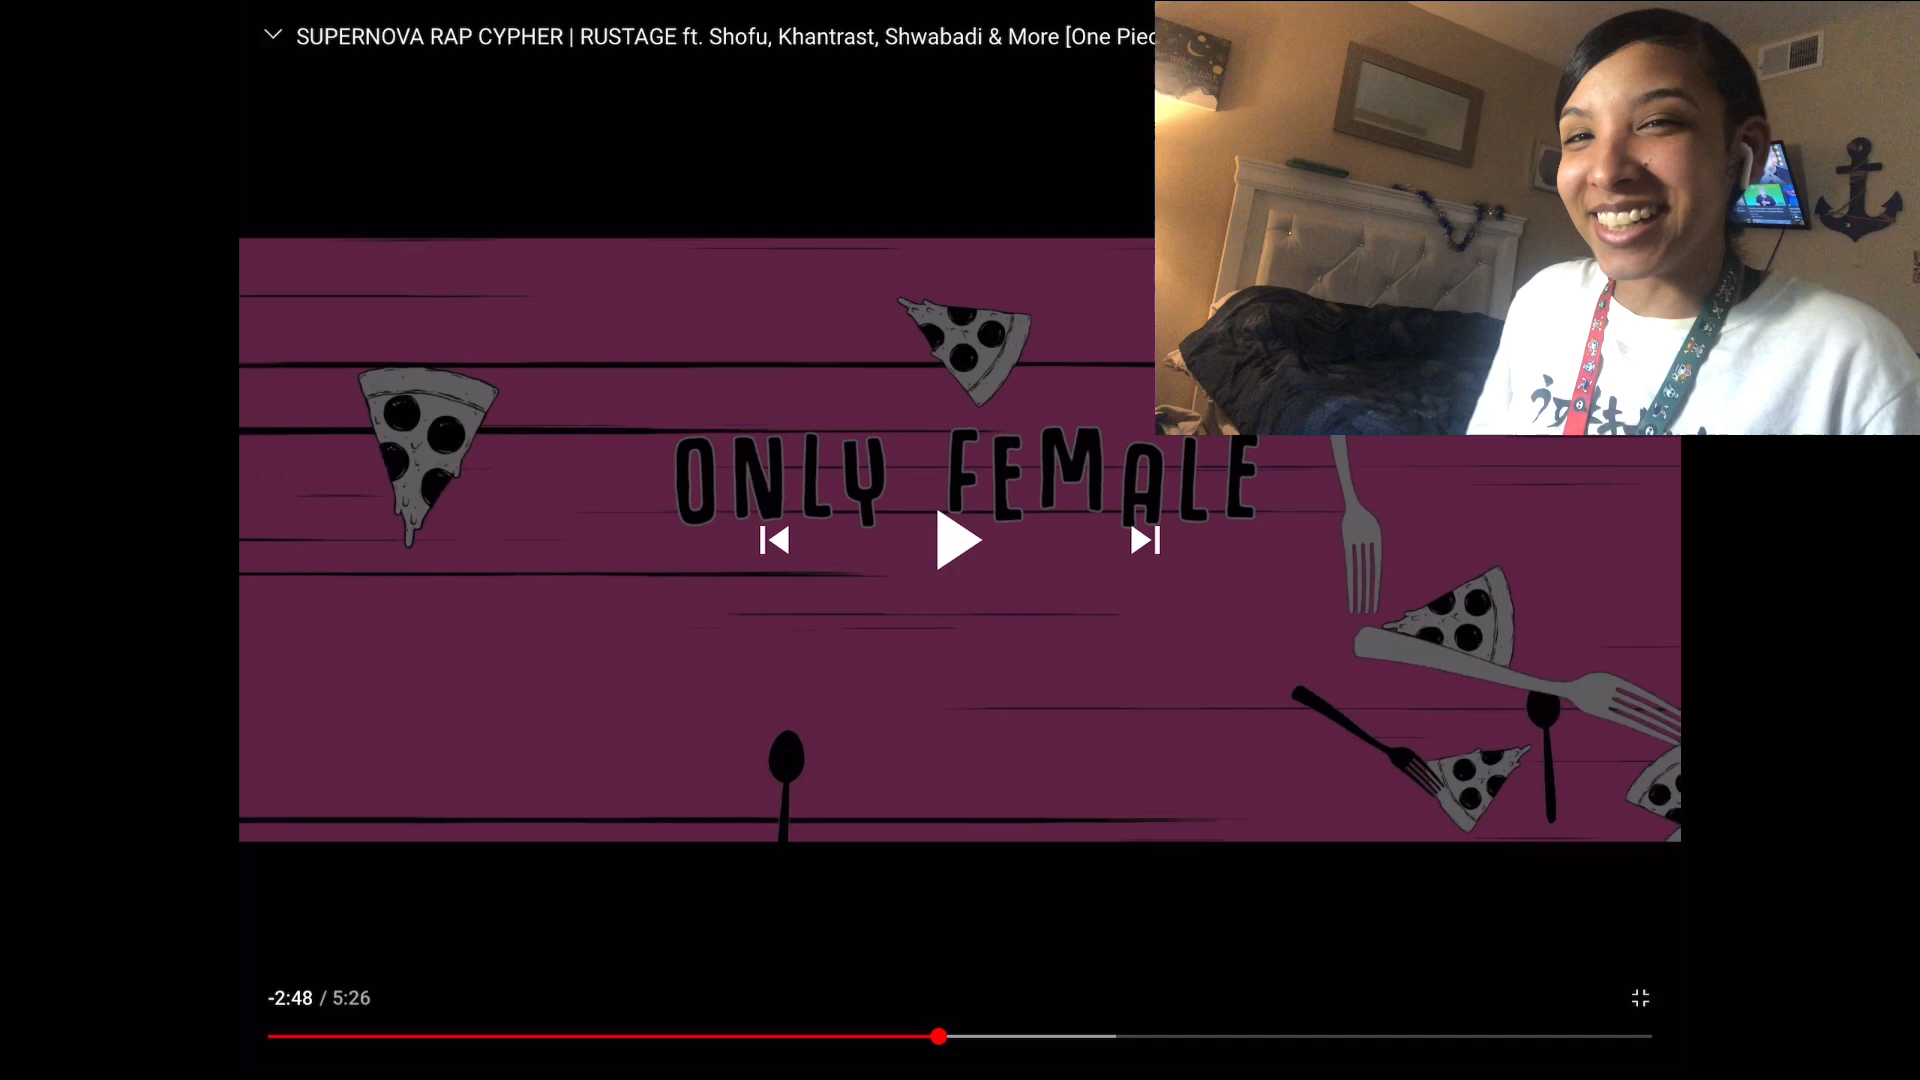 SUPERNOVA RAP CYPHER | RUSTAGE ft. Shofu, Khantrast, Shwabadi & More [One Piec
ONLY FEMALE
-2:48 / 5:26